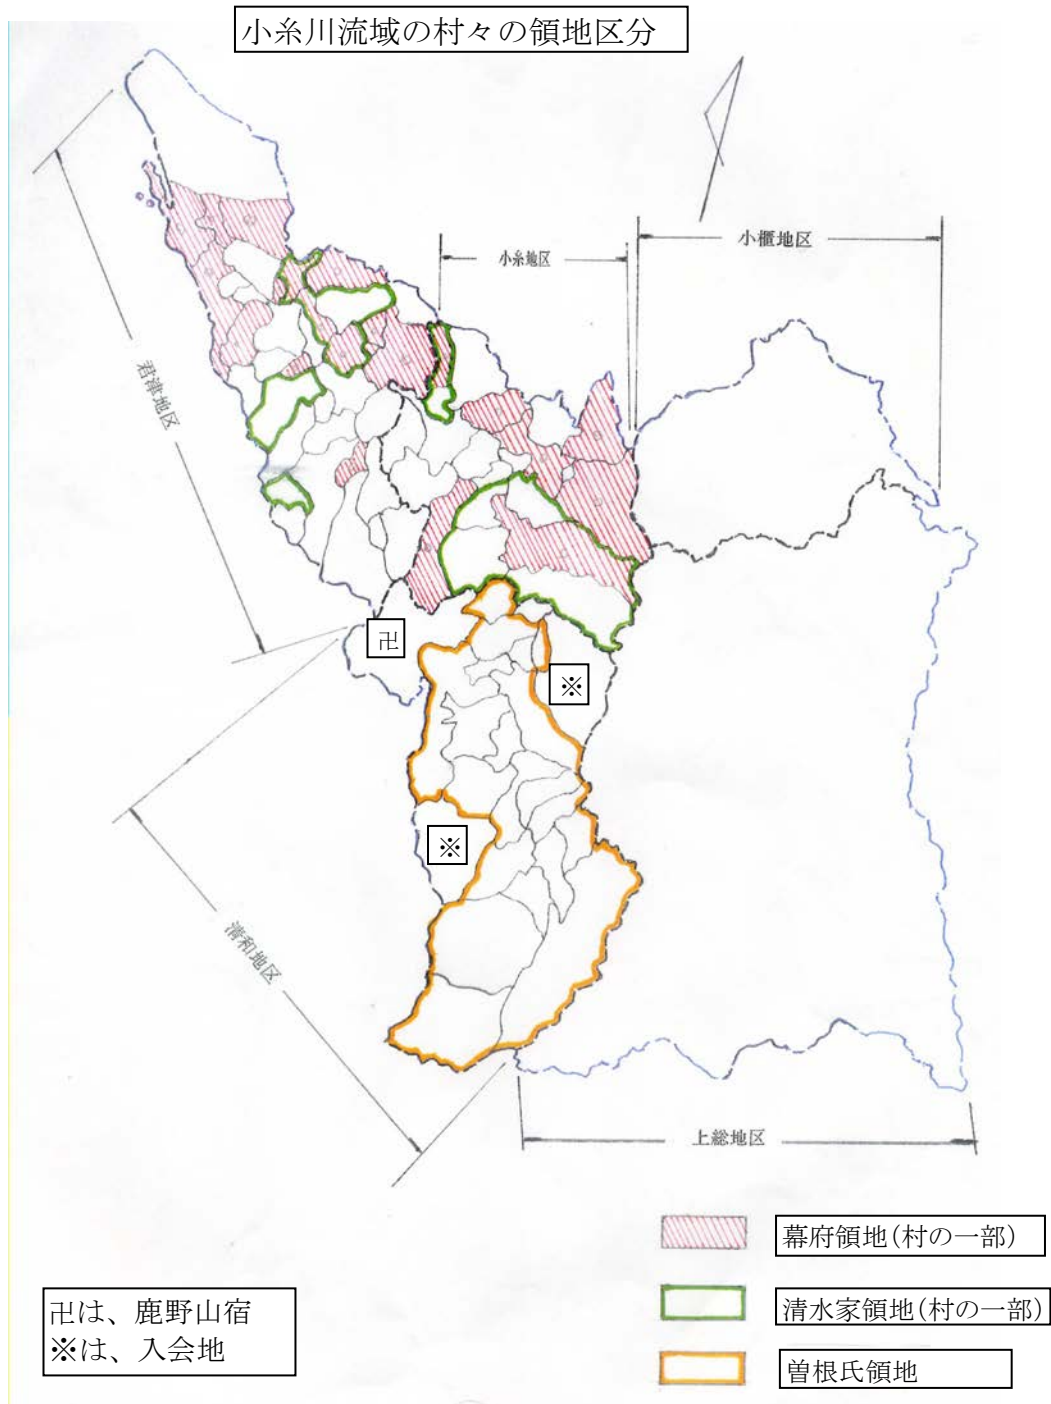 小糸川流域の村々の領地区分
小櫃地区
小糸地区
君津地区
卍
※
※
清和地区
上総地区
幕府領地(村の一部)
清水家領地(村の一部)
曽根氏領地
卍は、鹿野山宿
※は、入会地